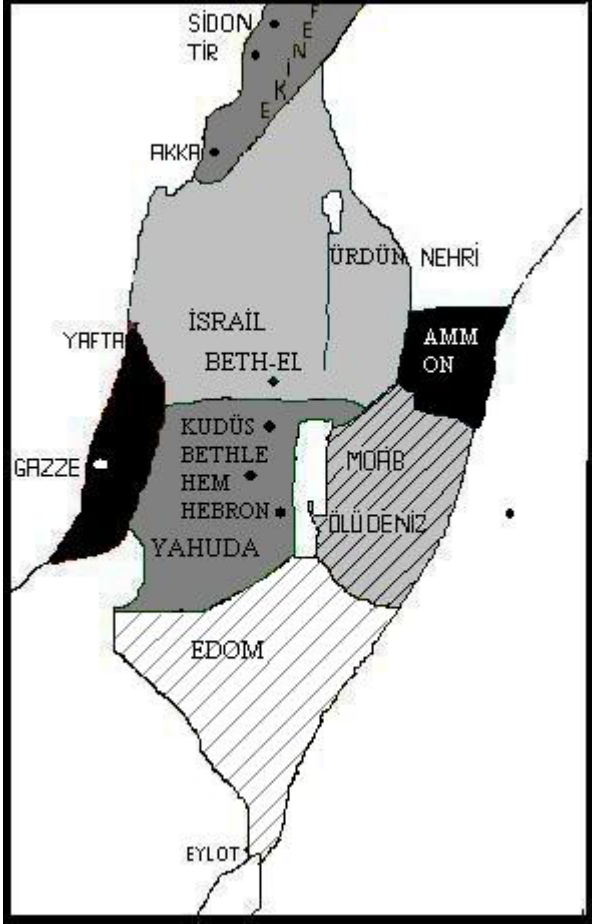 SİDON
TİR
FENİKE
AKKA
ÜRDÜN NEHRİ
İSRAİL
YAFTA
BETH-EL
AMM
ON
KUDÜS
BETHLE
HEM
HEBRON
GAZZE
MOAB
ÖLÜ DENİZ
YAHUDA
EDOM
EYLOT